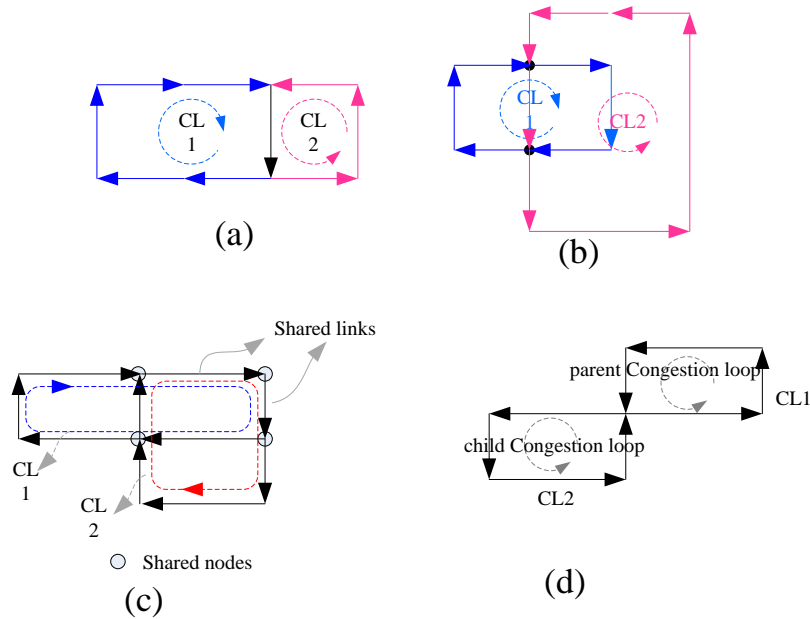 CL
1
CL
2
(a)
CL
1
CL2
(b)
Shared links
CL
1
CL
2
Shared nodes
(c)
parent Congestion loop
CL1
child Congestion loop
CL2
(d)